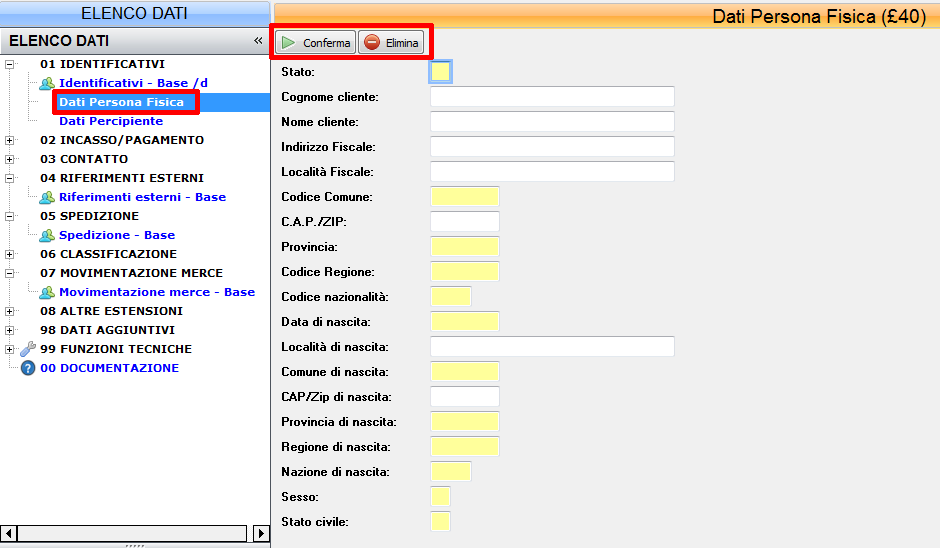 ELENCO DATI
ELENCO DATI «
01 IDENTIFICATIVI
Identificativi - Base /d
Dati Persona Fisica
Dati Percipiente
02 INCASSO/PAGAMENTO
03 CONTATTO
04 RIFERIMENTI ESTERNI
Riferimenti esterni - Base
05 SPEDIZIONE
Spedizione - Base
06 CLASSIFICAZIONE
07 MOVIMENTAZIONE MERCE
Movimentazione merce - Base
08 ALTRE ESTENSIONI
98 DATI AGGIUNTIVI
99 FUNZIONI TECNICHE
00 DOCUMENTAZIONE
Dati Persona Fisica (£40)
Conferma Elimina
Stato:
Cognome cliente:
Nome cliente:
Indirizzo Fiscale:
Località Fiscale:
Codice Comune:
C.A.P./ZIP:
Provincia:
Codice Regione:
Codice nazionalità:
Data di nascita:
Località di nascita:
Comune di nascita:
CAP/Zip di nascita:
Provincia di nascita:
Regione di nascita:
Nazione di nascita:
Sesso:
Stato civile: